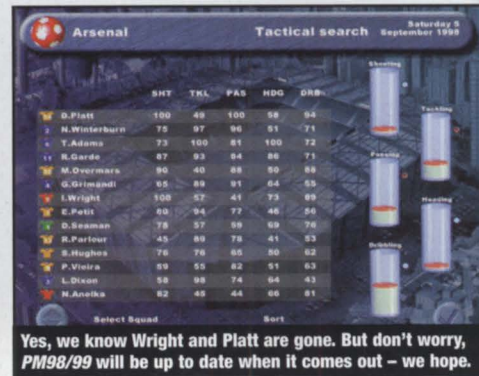 Arsenal Tactical search Saturday 5
September 1998
SHT TKL PAS HDG DRB
D.Platt 100 49 100 58 94
2 N.Winterburn 75 97 96 51 71
T.Adams 73 100 81 100 72
11 R.Garde 87 93 84 86 71
M.Overmars 90 40 88 50 88
G.Grimandi 65 89 91 64 55
I.Wright 100 57 41 73 89
E.Petit 80 94 77 46 56
D.Seaman 78 57 59 69 76
R.Parlour 45 89 78 41 53
S.Hughes 76 76 65 50 62
P.Vieira 89 55 82 51 63
L.Dixon 58 98 74 64 43
N.Anelka 82 45 44 66 81
Shooting
Tackling
Passing
Heading
Dribbling
Select Squad Sort
Yes, we know Wright and Platt are gone. But don't worry,
PM98/99 will be up to date when it comes out – we hope.